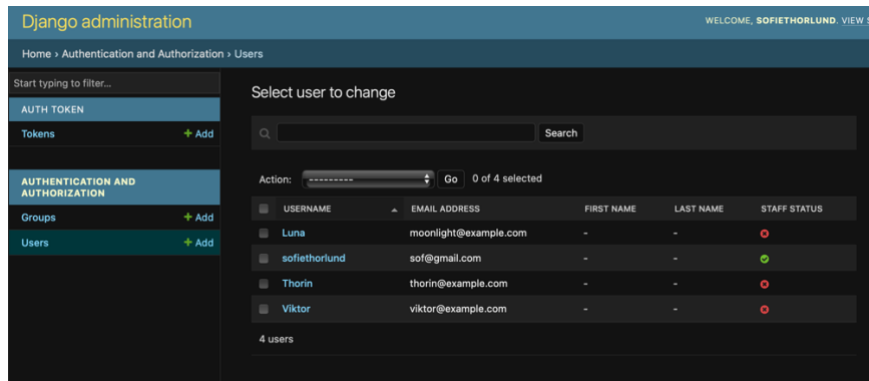 Django administration
WELCOME, SOFIETHORLUND. VIEW
Home › Authentication and Authorization › Users
Start typing to filter...
AUTH TOKEN
Tokens + Add
AUTHENTICATION AND
AUTHORIZATION
Groups + Add
Users + Add
Select user to change
Search
Action: --------- Go 0 of 4 selected
USERNAME EMAIL ADDRESS FIRST NAME LAST NAME STAFF STATUS
Luna moonlight@example.com - -
sofiethorlund sof@gmail.com - -
Thorin thorin@example.com - -
Viktor viktor@example.com - -
4 users